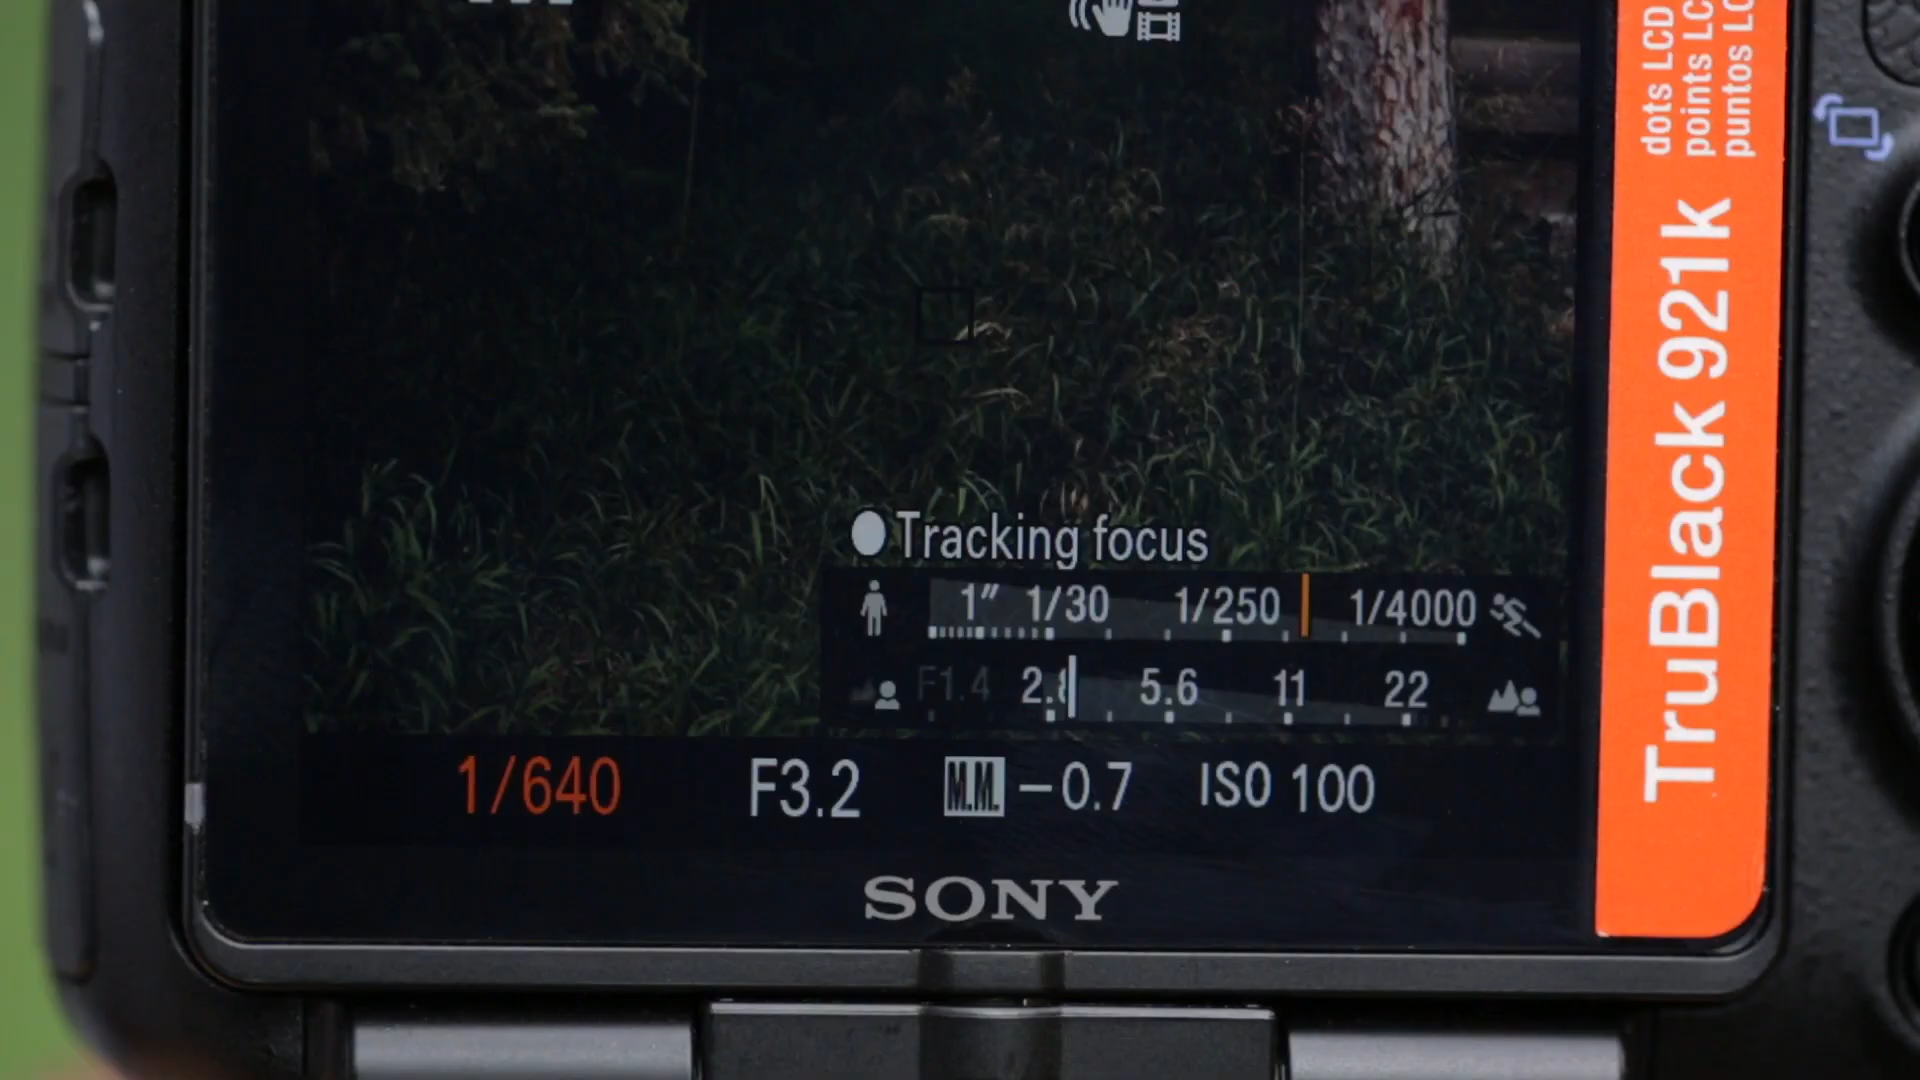 Tracking focus
1" 1/30 1/250 1/4000
F1.4 2.8 5.6 11 22
1/640 F3.2 M.M. −0.7 ISO 100
SONY
TruBlack 921k
dots LCD
points LC
puntos LC